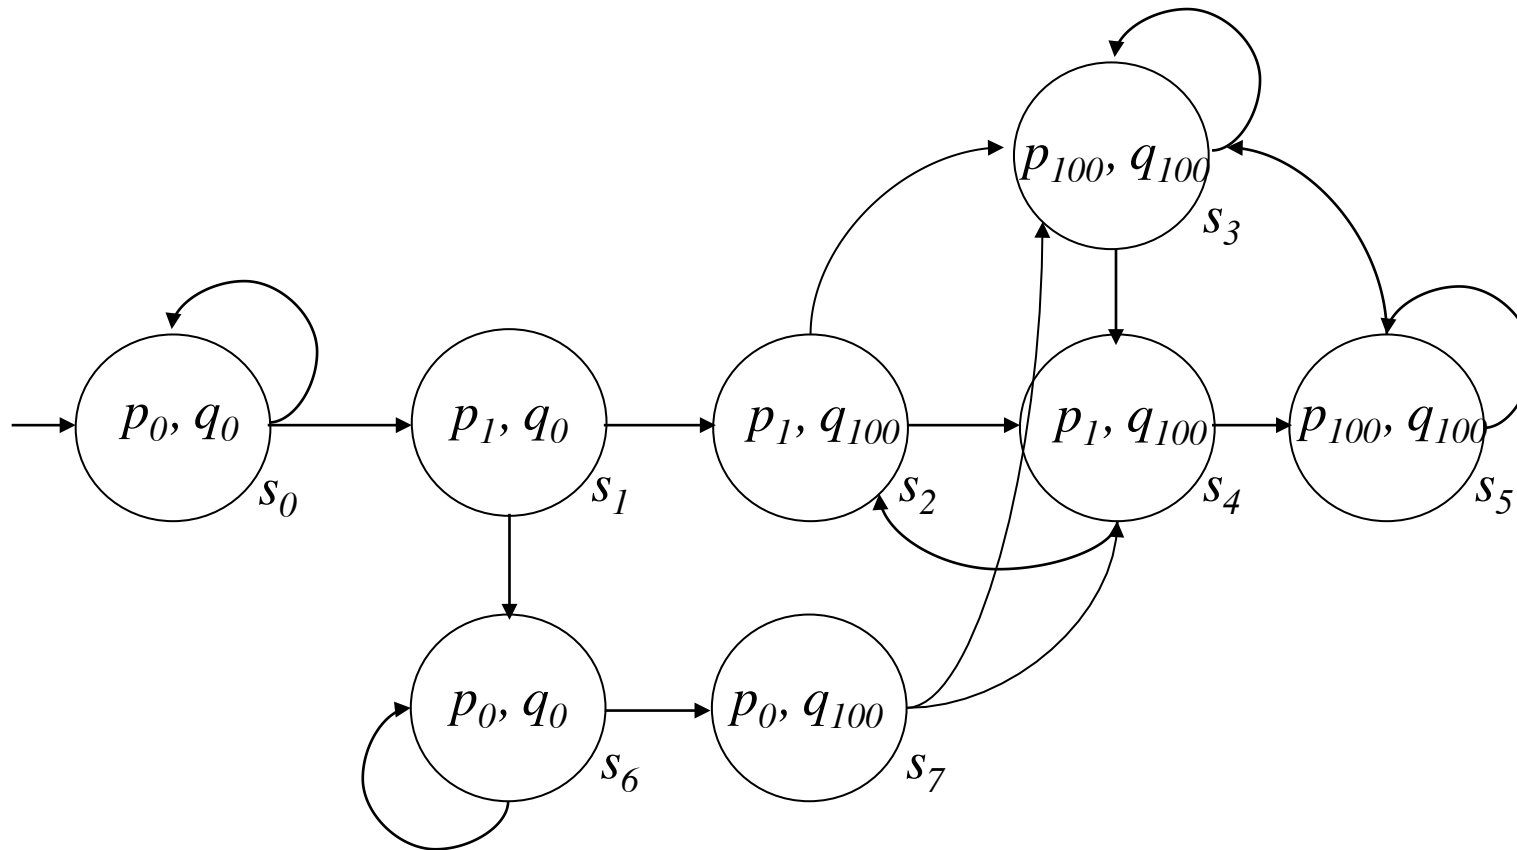 p100, q100
s3
p0, q0
s0
p1, q0
s1
p1, q100
s2
p1, q100
s4
p100, q100
s5
p0, q0
s6
p0, q100
s7